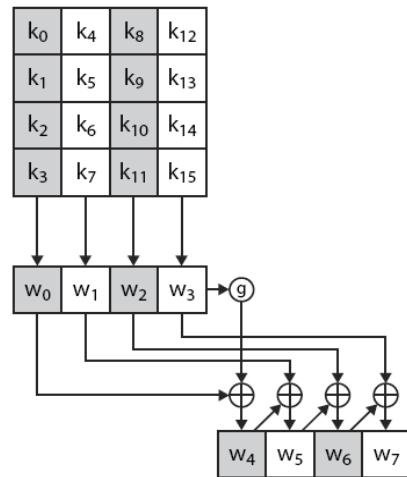 k₀ k₄ k₈ k₁₂
k₁ k₅ k₉ k₁₃
k₂ k₆ k₁₀ k₁₄
k₃ k₇ k₁₁ k₁₅
w₀ w₁ w₂ w₃ g
w₄ w₅ w₆ w₇